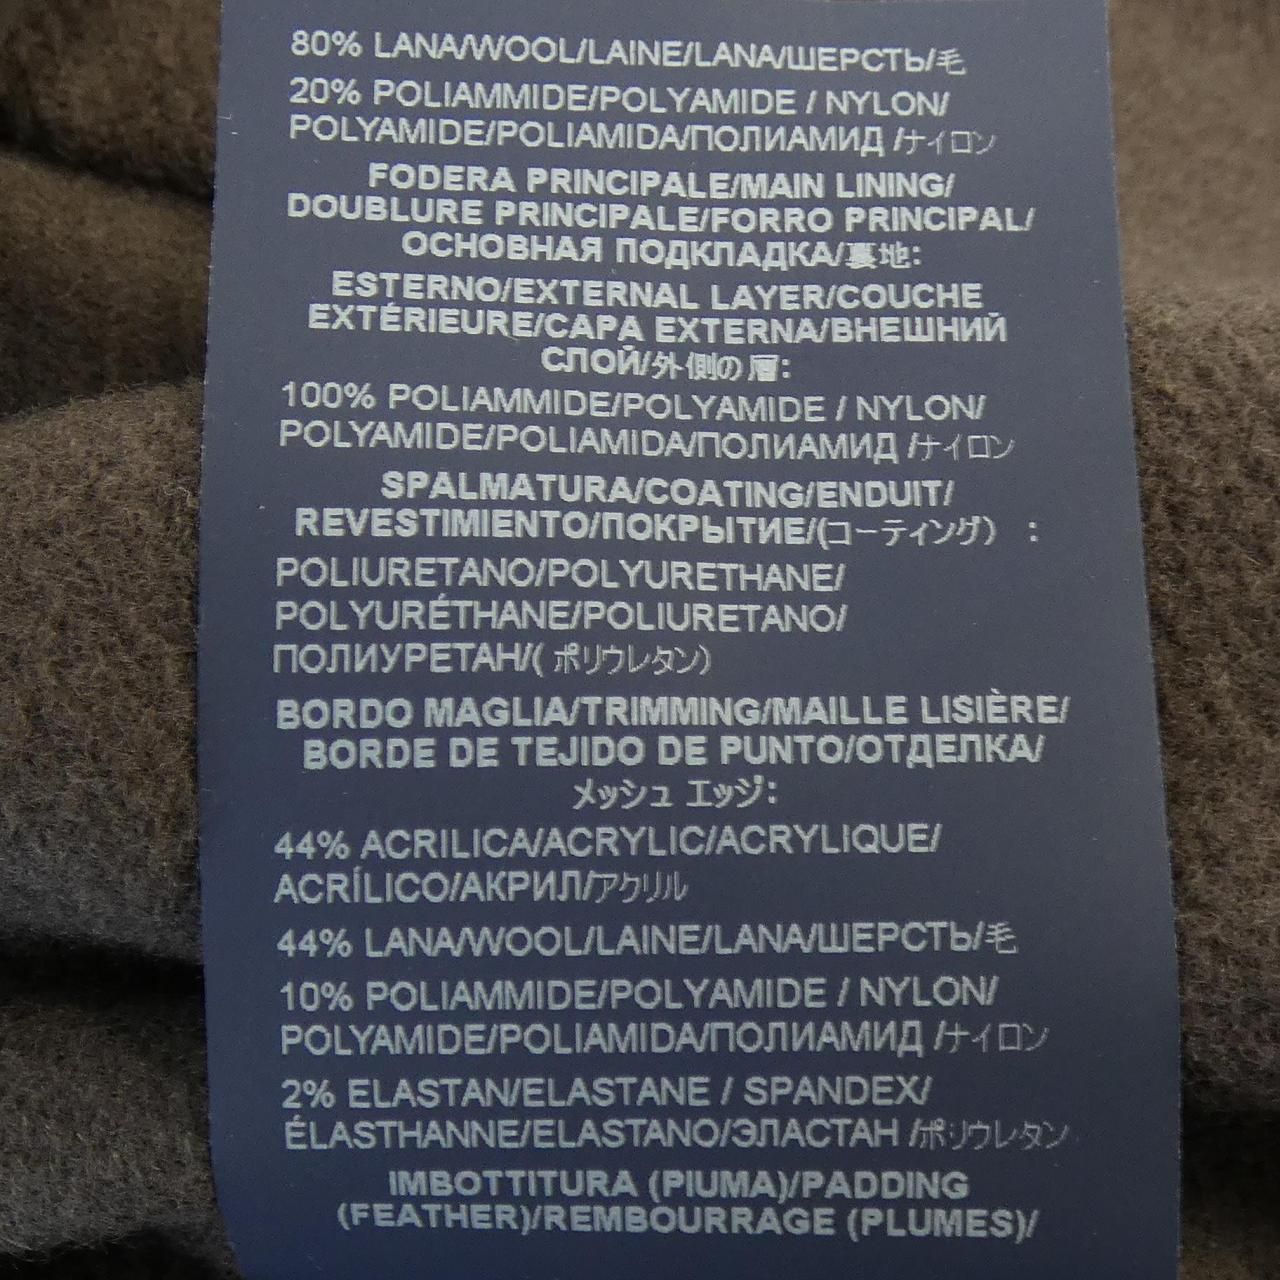 80% LANA/WOOL/LAINE/LANA/ШЕРСТЬ/毛
20% POLIAMMIDE/POLYAMIDE / NYLON/
POLYAMIDE/POLIAMIDA/ПОЛИАМИД /ナイロン
FODERA PRINCIPALE/MAIN LINING/
DOUBLURE PRINCIPALE/FORRO PRINCIPAL/
ОСНОВНАЯ ПОДКЛАДКА/裏地:
ESTERNO/EXTERNAL LAYER/COUCHE
EXTÉRIEURE/CAPA EXTERNA/ВНЕШНИЙ
СЛОЙ/外側の層:
100% POLIAMMIDE/POLYAMIDE / NYLON/
POLYAMIDE/POLIAMIDA/ПОЛИАМИД /ナイロン
SPALMATURA/COATING/ENDUIT/
REVESTIMIENTO/ПОКРЫТИЕ/(コーティング) :
POLIURETANO/POLYURETHANE/
POLYURÉTHANE/POLIURETANO/
ПОЛИУРЕТАН/( ポリウレタン)
BORDO MAGLIA/TRIMMING/MAILLE LISIÈRE/
BORDE DE TEJIDO DE PUNTO/ОТДЕЛКА/
メッシュ エッジ:
44% ACRILICA/ACRYLIC/ACRYLIQUE/
ACRÍLICO/АКРИЛ/アクリル
44% LANA/WOOL/LAINE/LANA/ШЕРСТЬ/毛
10% POLIAMMIDE/POLYAMIDE / NYLON/
POLYAMIDE/POLIAMIDA/ПОЛИАМИД /ナイロン
2% ELASTAN/ELASTANE / SPANDEX/
ÉLASTHANNE/ELASTANO/ЭЛАСТАН /ポリウレタン
IMBOTTITURA (PIUMA)/PADDING
(FEATHER)/REMBOURRAGE (PLUMES)/